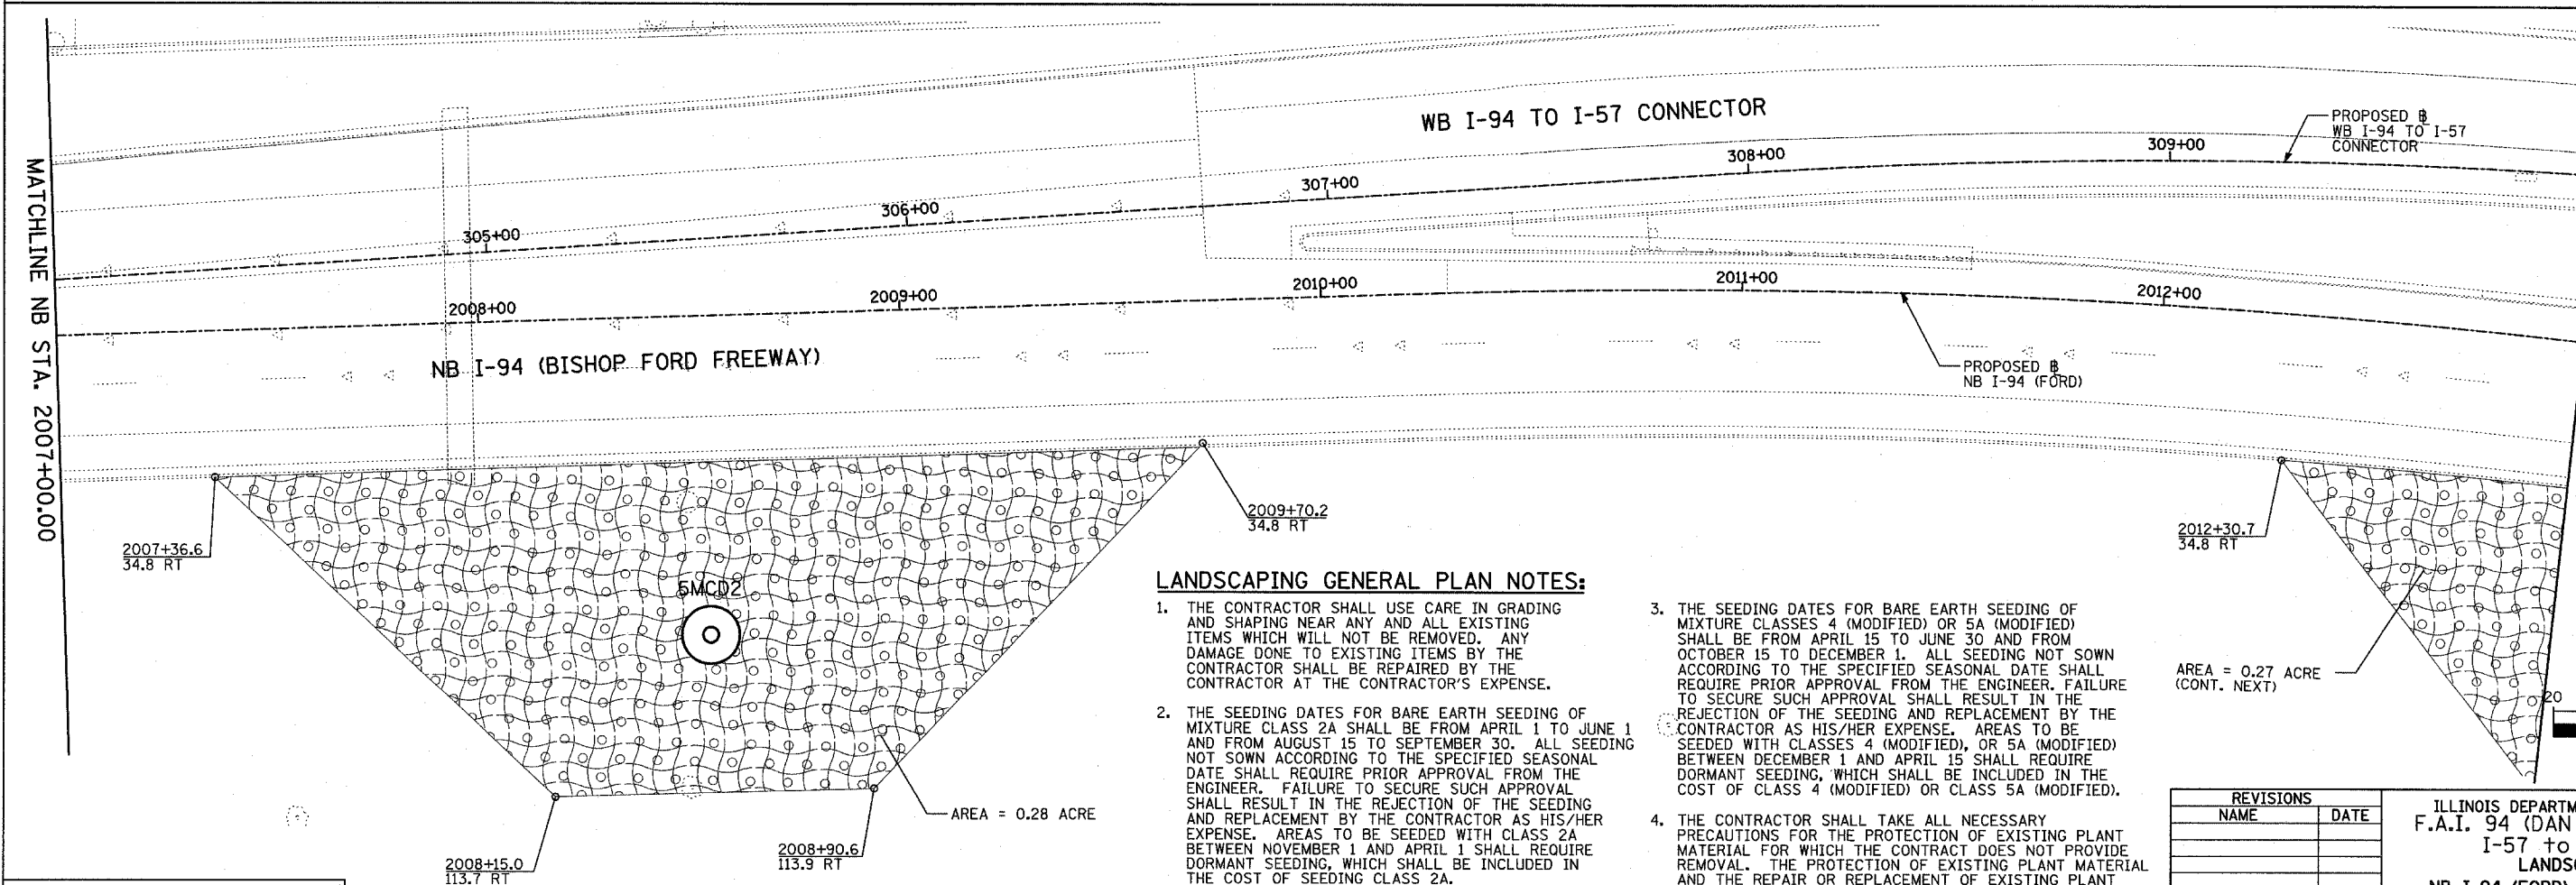 MATCHLINE NB STA. 2007+00.00
WB I-94 TO I-57 CONNECTOR
PROPOSED ⅊
WB I-94 TO I-57
CONNECTOR
305+00
306+00
307+00
308+00
309+00
2008+00
2009+00
2010+00
2011+00
2012+00
NB I-94 (BISHOP FORD FREEWAY)
PROPOSED ⅊
NB I-94 (FORD)
2007+36.6
34.8 RT
2009+70.2
34.8 RT
2012+30.7
34.8 RT
5MCD2
AREA = 0.28 ACRE
2008+15.0
113.7 RT
2008+90.6
113.9 RT
AREA = 0.27 ACRE
(CONT. NEXT)
20
LANDSCAPING GENERAL PLAN NOTES:
1. THE CONTRACTOR SHALL USE CARE IN GRADING
AND SHAPING NEAR ANY AND ALL EXISTING
ITEMS WHICH WILL NOT BE REMOVED. ANY
DAMAGE DONE TO EXISTING ITEMS BY THE
CONTRACTOR SHALL BE REPAIRED BY THE
CONTRACTOR AT THE CONTRACTOR'S EXPENSE.
2. THE SEEDING DATES FOR BARE EARTH SEEDING OF
MIXTURE CLASS 2A SHALL BE FROM APRIL 1 TO JUNE 1
AND FROM AUGUST 15 TO SEPTEMBER 30. ALL SEEDING
NOT SOWN ACCORDING TO THE SPECIFIED SEASONAL
DATE SHALL REQUIRE PRIOR APPROVAL FROM THE
ENGINEER. FAILURE TO SECURE SUCH APPROVAL
SHALL RESULT IN THE REJECTION OF THE SEEDING
AND REPLACEMENT BY THE CONTRACTOR AS HIS/HER
EXPENSE. AREAS TO BE SEEDED WITH CLASS 2A
BETWEEN NOVEMBER 1 AND APRIL 1 SHALL REQUIRE
DORMANT SEEDING, WHICH SHALL BE INCLUDED IN
THE COST OF SEEDING CLASS 2A.
3. THE SEEDING DATES FOR BARE EARTH SEEDING OF
MIXTURE CLASSES 4 (MODIFIED) OR 5A (MODIFIED)
SHALL BE FROM APRIL 15 TO JUNE 30 AND FROM
OCTOBER 15 TO DECEMBER 1. ALL SEEDING NOT SOWN
ACCORDING TO THE SPECIFIED SEASONAL DATE SHALL
REQUIRE PRIOR APPROVAL FROM THE ENGINEER. FAILURE
TO SECURE SUCH APPROVAL SHALL RESULT IN THE
REJECTION OF THE SEEDING AND REPLACEMENT BY THE
CONTRACTOR AS HIS/HER EXPENSE. AREAS TO BE
SEEDED WITH CLASSES 4 (MODIFIED), OR 5A (MODIFIED)
BETWEEN DECEMBER 1 AND APRIL 15 SHALL REQUIRE
DORMANT SEEDING, WHICH SHALL BE INCLUDED IN THE
COST OF CLASS 4 (MODIFIED) OR CLASS 5A (MODIFIED).
4. THE CONTRACTOR SHALL TAKE ALL NECESSARY
PRECAUTIONS FOR THE PROTECTION OF EXISTING PLANT
MATERIAL FOR WHICH THE CONTRACT DOES NOT PROVIDE
REMOVAL. THE PROTECTION OF EXISTING PLANT MATERIAL
AND THE REPAIR OR REPLACEMENT OF EXISTING PLANT
REVISIONS
NAME DATE
ILLINOIS DEPARTM
F.A.I. 94 (DAN
I-57 to
LANDS
NB I-94 (FORD)